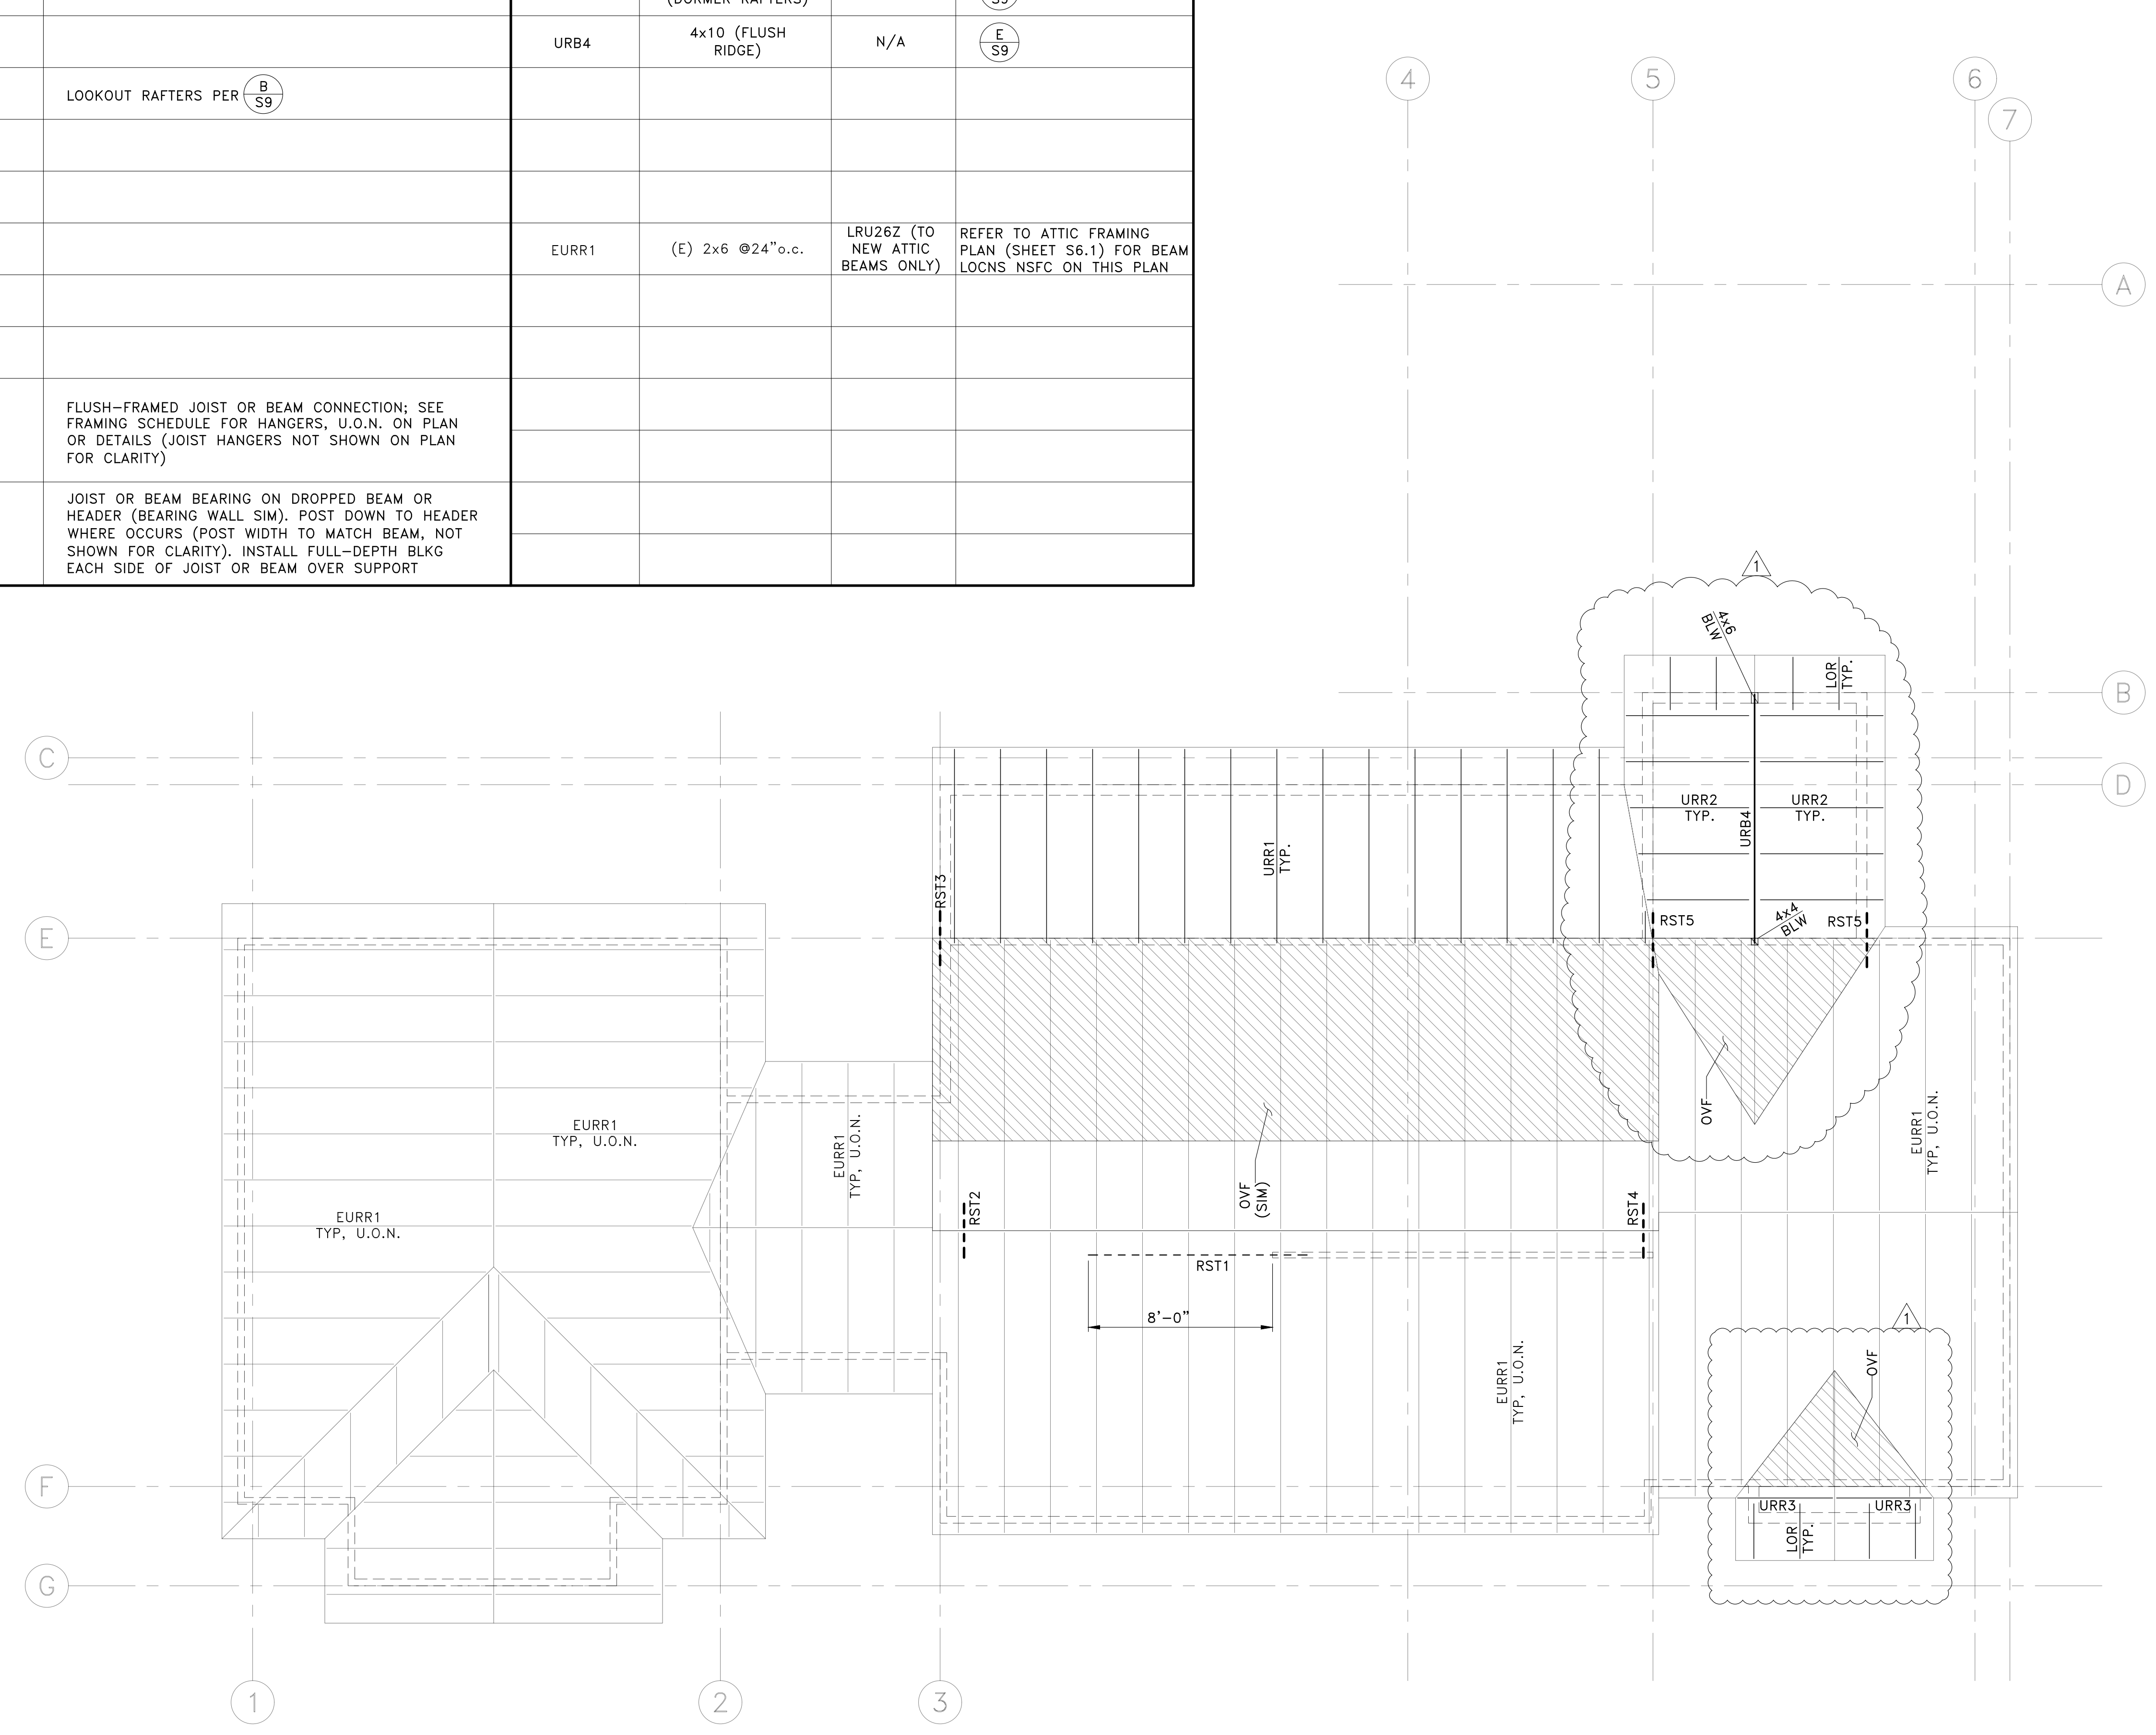 (DORMER RAFTERS)
S9
URB4
4x10 (FLUSH
RIDGE)
N/A
E
S9
LOOKOUT RAFTERS PER
B
S9
EURR1
(E) 2x6 @24"o.c.
LRU26Z (TO
NEW ATTIC
BEAMS ONLY)
REFER TO ATTIC FRAMING
PLAN (SHEET S6.1) FOR BEAM
LOCNS NSFC ON THIS PLAN
FLUSH-FRAMED JOIST OR BEAM CONNECTION; SEE
FRAMING SCHEDULE FOR HANGERS, U.O.N. ON PLAN
OR DETAILS (JOIST HANGERS NOT SHOWN ON PLAN
FOR CLARITY)
JOIST OR BEAM BEARING ON DROPPED BEAM OR
HEADER (BEARING WALL SIM). POST DOWN TO HEADER
WHERE OCCURS (POST WIDTH TO MATCH BEAM, NOT
SHOWN FOR CLARITY). INSTALL FULL-DEPTH BLKG
EACH SIDE OF JOIST OR BEAM OVER SUPPORT
4
5
6
7
A
B
C
D
E
F
G
1
2
3
1
4x6
BLW
LOR
TYP.
URR2
TYP.
URR2
TYP.
URB4
URR1
TYP.
RST3
RST5
4x4
BLW
RST5
OVF
EURR1
TYP, U.O.N.
EURR1
TYP, U.O.N.
EURR1
TYP, U.O.N.
EURR1
TYP, U.O.N.
OVF
(SIM)
RST2
RST4
RST1
8'-0"
EURR1
TYP, U.O.N.
1
OVF
URR3
URR3
LOR
TYP.